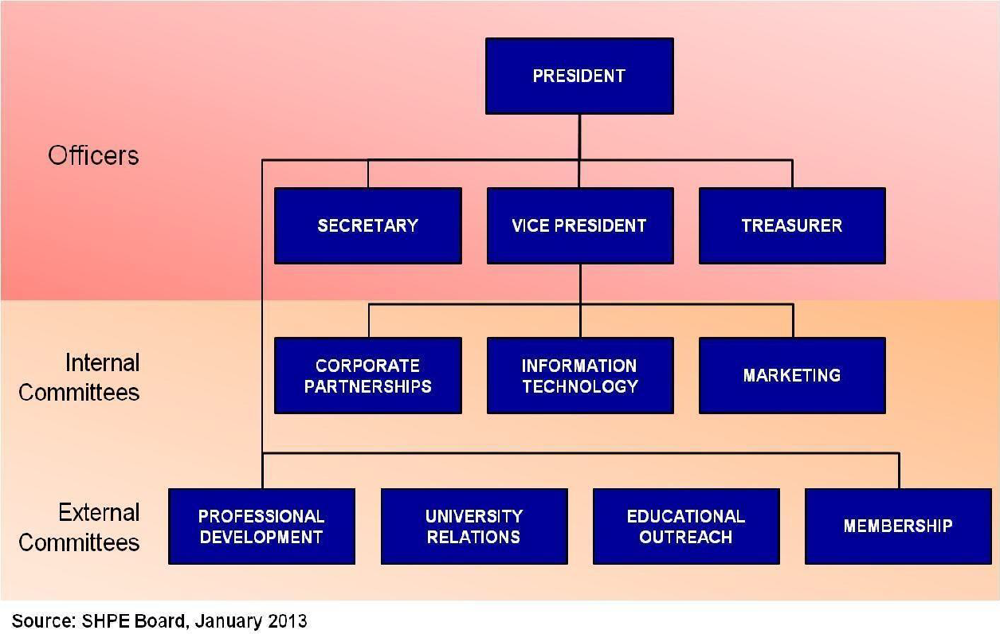 PRESIDENT
Officers
SECRETARY
VICE PRESIDENT
TREASURER
Internal
Committees
CORPORATE
PARTNERSHIPS
INFORMATION
TECHNOLOGY
MARKETING
External
Committees
PROFESSIONAL
DEVELOPMENT
UNIVERSITY
RELATIONS
EDUCATIONAL
OUTREACH
MEMBERSHIP
Source: SHPE Board, January 2013